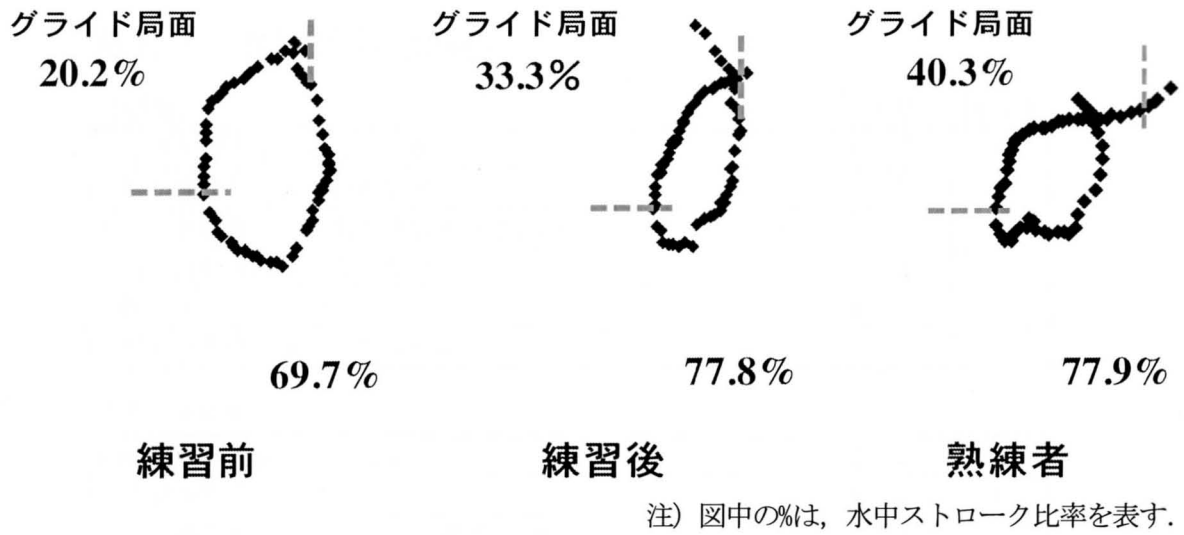 グライド局面
20.2%
グライド局面
33.3%
グライド局面
40.3%
69.7%
77.8%
77.9%
練習前
練習後
熟練者
注) 図中の%は, 水中ストローク比率を表す.